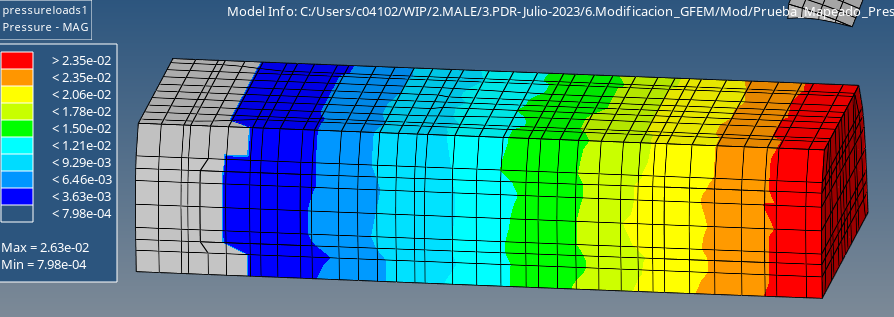 pressureloads1
Pressure - MAG
Model Info: C:/Users/c04102/WIP/2.MALE/3.PDR-Julio-2023/6.Modificacion_GFEM/Mod/Prueba_Mapeado_Pres
> 2.35e-02
< 2.35e-02
< 2.06e-02
< 1.78e-02
< 1.50e-02
< 1.21e-02
< 9.29e-03
< 6.46e-03
< 3.63e-03
< 7.98e-04
Max = 2.63e-02
Min = 7.98e-04